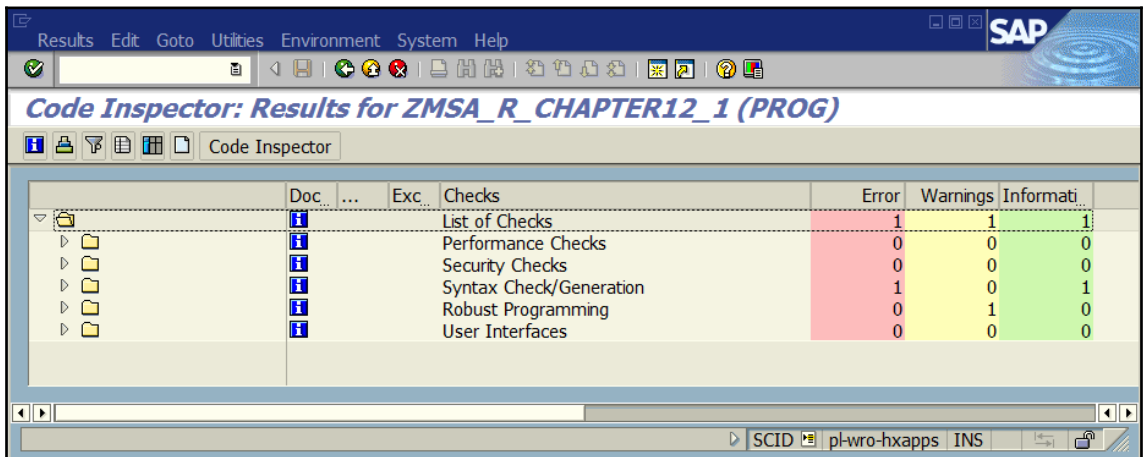 Results Edit Goto Utilities Environment System Help
SAP
Code Inspector: Results for ZMSA_R_CHAPTER12_1 (PROG)
Code Inspector
Doc.. ... Exc.. Checks Error Warnings Informati..
List of Checks 1 1 1
Performance Checks 0 0 0
Security Checks 0 0 0
Syntax Check/Generation 1 0 1
Robust Programming 0 1 0
User Interfaces 0 0 0
SCID pl-wro-hxapps INS